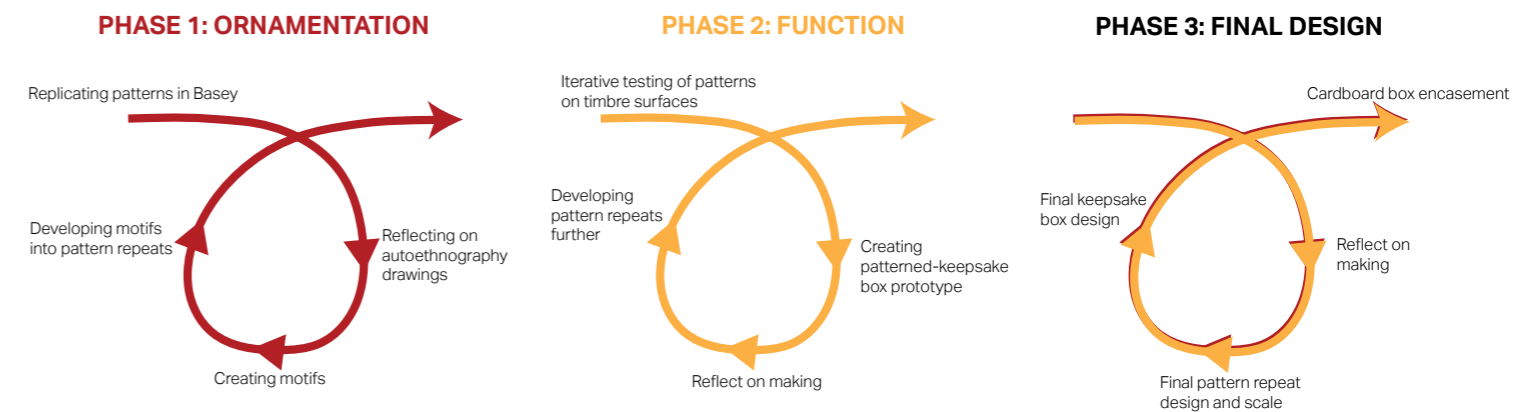 PHASE 1: ORNAMENTATION
Replicating patterns in Basey
Reflecting on
autoethnography
drawings
Creating motifs
Developing motifs
into pattern repeats
PHASE 2: FUNCTION
Iterative testing of patterns
on timbre surfaces
Creating
patterned-keepsake
box prototype
Reflect on making
Developing
pattern repeats
further
PHASE 3: FINAL DESIGN
Reflect on
making
Final pattern repeat
design and scale
Final keepsake
box design
Cardboard box encasement